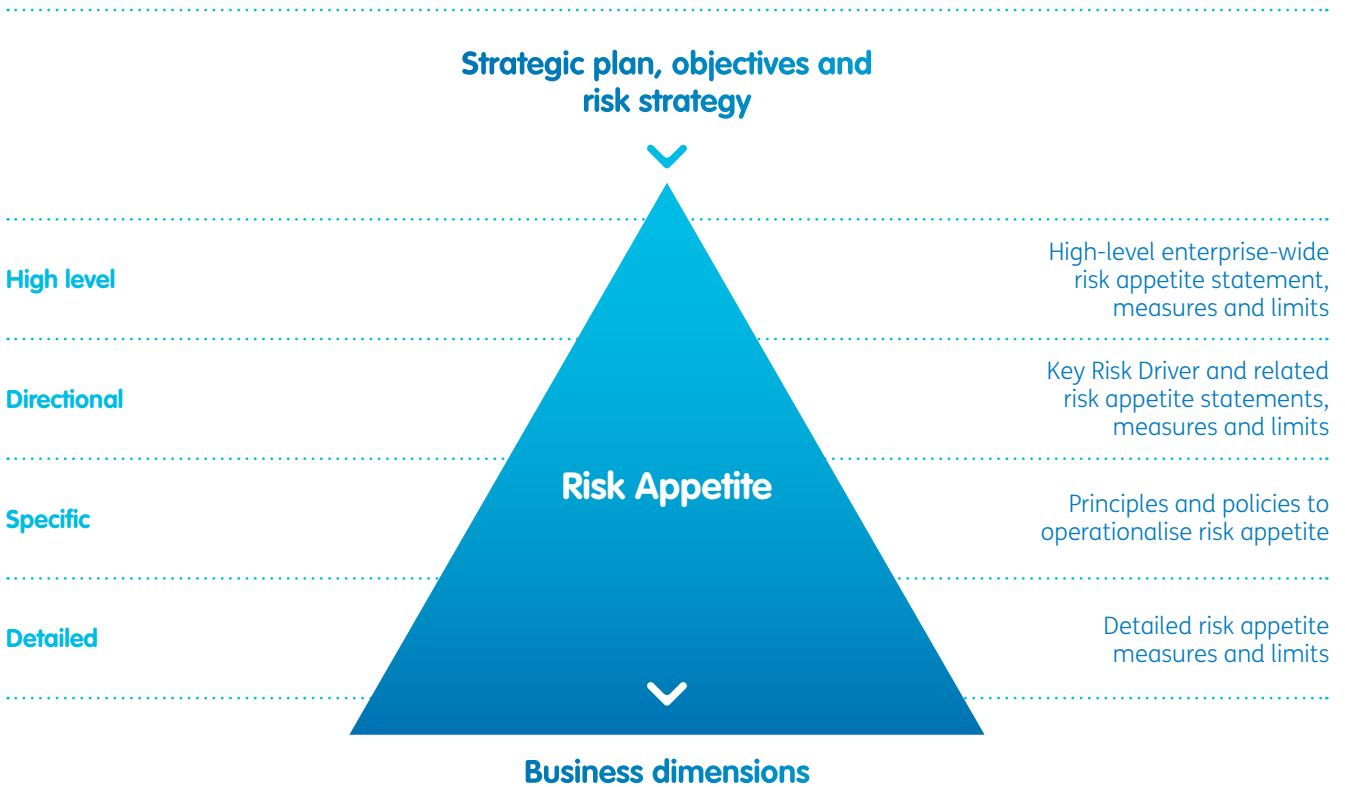 Strategic plan, objectives and
risk strategy
High level
High-level enterprise-wide
risk appetite statement,
measures and limits
Directional
Key Risk Driver and related
risk appetite statements,
measures and limits
Risk Appetite
Specific
Principles and policies to
operationalise risk appetite
Detailed
Detailed risk appetite
measures and limits
Business dimensions